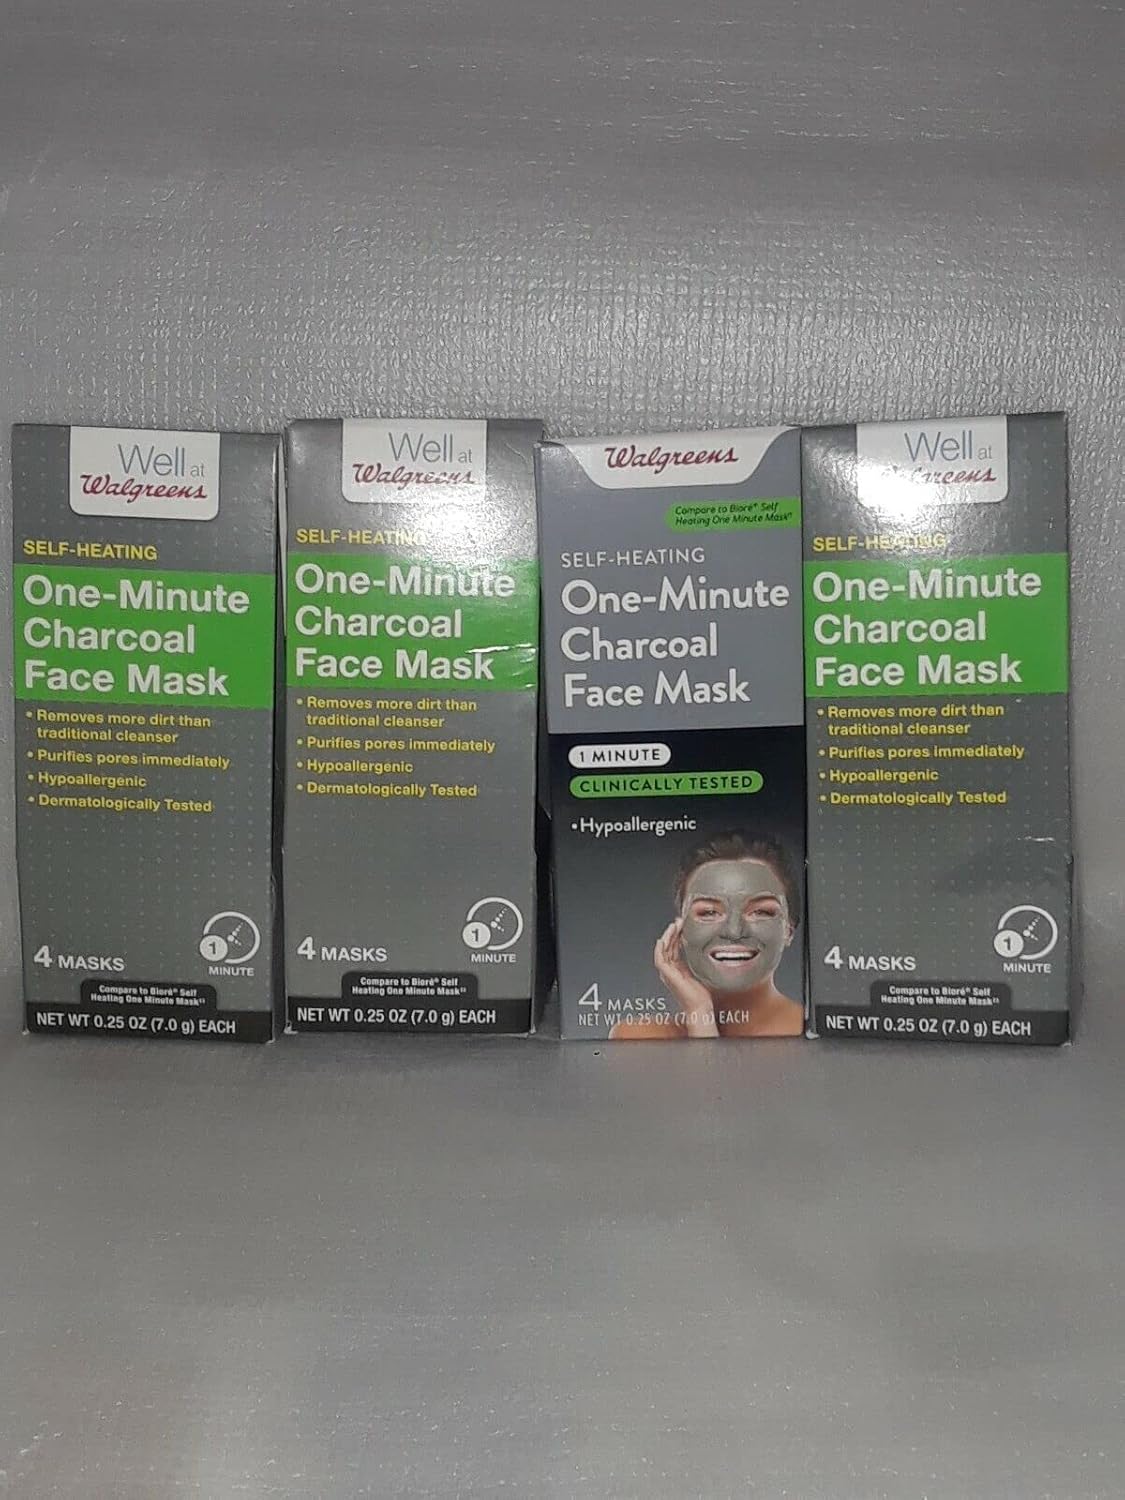 Well at
Walgreens
SELF-HEATING
One-Minute
Charcoal
Face Mask
• Removes more dirt than
traditional cleanser
• Purifies pores immediately
• Hypoallergenic
• Dermatologically Tested
1
MINUTE
4 MASKS
Compare to Bioré® Self
Heating One Minute Mask‡‡
NET WT 0.25 OZ (7.0 g) EACH
Well at
Walgreens
SELF-HEATING
One-Minute
Charcoal
Face Mask
• Removes more dirt than
traditional cleanser
• Purifies pores immediately
• Hypoallergenic
• Dermatologically Tested
1
MINUTE
4 MASKS
Compare to Bioré® Self
Heating One Minute Mask‡‡
NET WT 0.25 OZ (7.0 g) EACH
Walgreens
Compare to Bioré® Self
Heating One Minute Mask††
SELF-HEATING
One-Minute
Charcoal
Face Mask
1 MINUTE
CLINICALLY TESTED
• Hypoallergenic
4 MASKS
NET WT 0.25 OZ (7.0 g) EACH
Well at
Walgreens
SELF-HEATING
One-Minute
Charcoal
Face Mask
• Removes more dirt than
traditional cleanser
• Purifies pores immediately
• Hypoallergenic
• Dermatologically Tested
1
MINUTE
4 MASKS
Compare to Bioré® Self
Heating One Minute Mask‡‡
NET WT 0.25 OZ (7.0 g) EACH